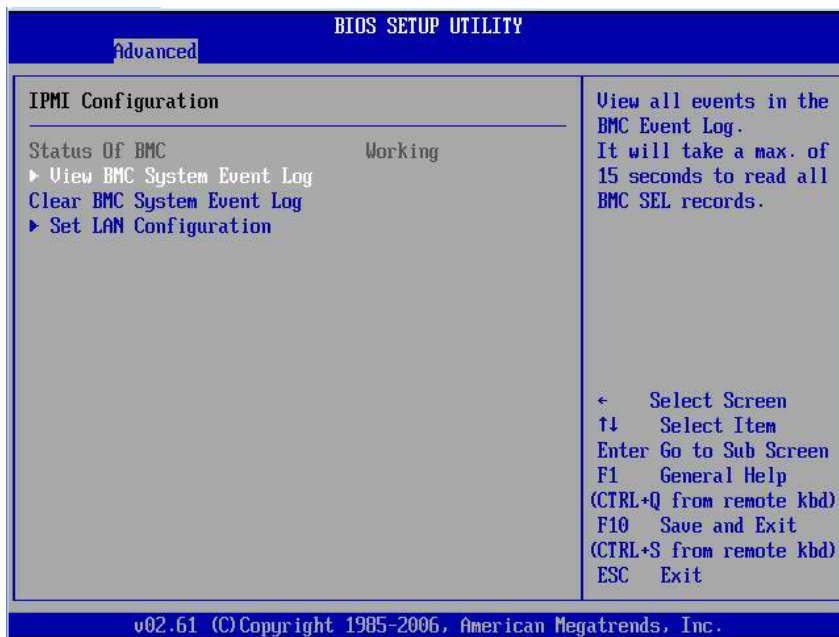 BIOS SETUP UTILITY
Advanced
IPMI Configuration
Status Of BMC Working
▶ View BMC System Event Log
Clear BMC System Event Log
▶ Set LAN Configuration
View all events in the
BMC Event Log.
It will take a max. of
15 seconds to read all
BMC SEL records.
← Select Screen
↑↓ Select Item
Enter Go to Sub Screen
F1 General Help
(CTRL+Q from remote kbd)
F10 Save and Exit
(CTRL+S from remote kbd)
ESC Exit
v02.61 (C)Copyright 1985-2006, American Megatrends, Inc.